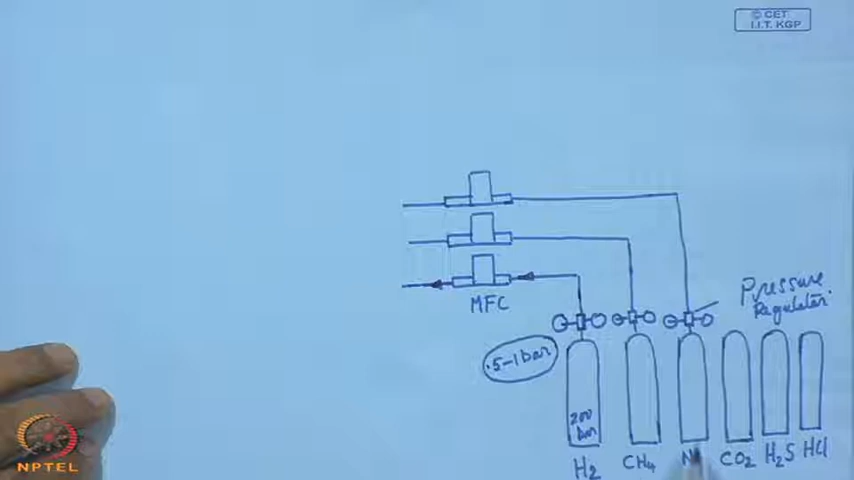 © CET
I.I.T. KGP
MFC
Pressure
Regulator
.5-1 bar
200
bar
H2
CH4
CO2
H2S
HCl
NPTEL